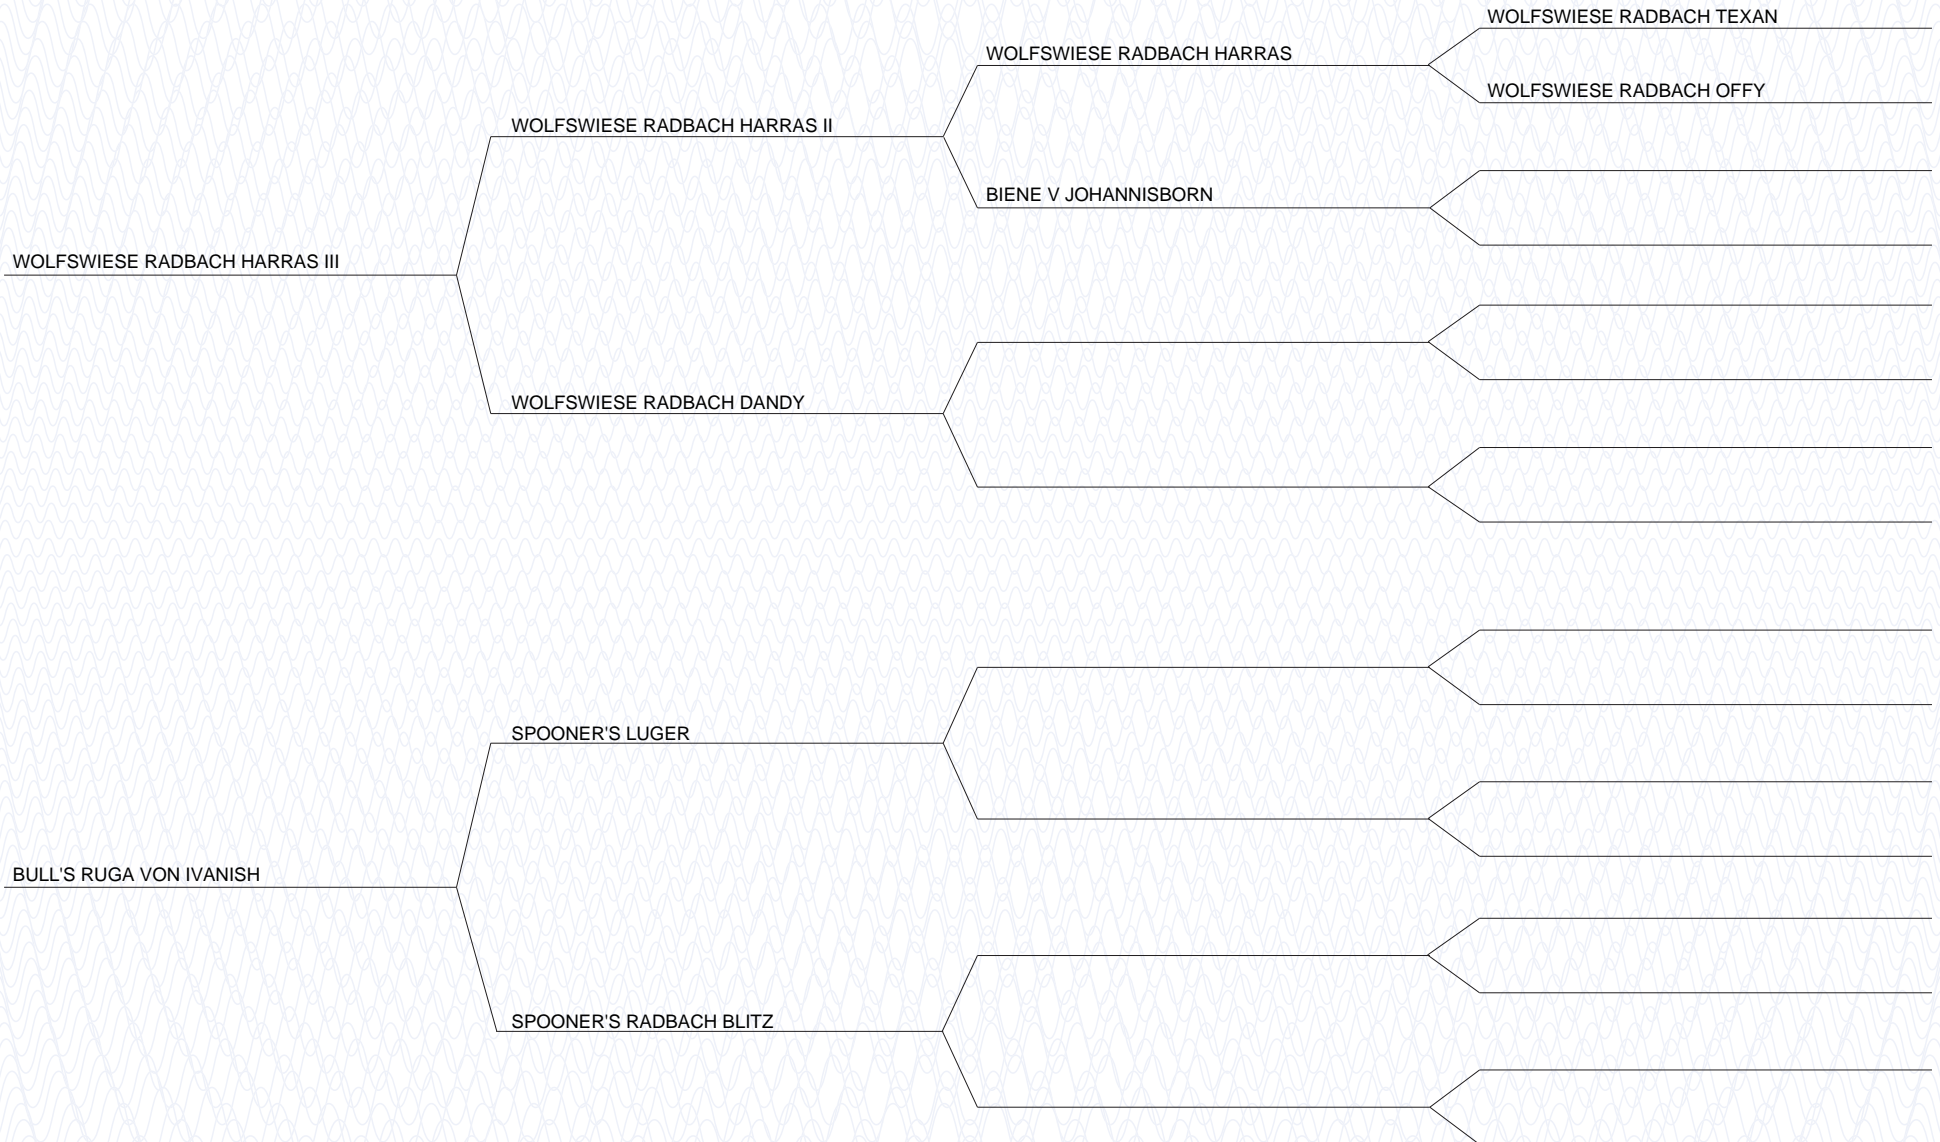 WOLFSWIESE RADBACH TEXAN
WOLFSWIESE RADBACH HARRAS
WOLFSWIESE RADBACH OFFY
WOLFSWIESE RADBACH HARRAS II
BIENE V JOHANNISBORN
WOLFSWIESE RADBACH HARRAS III
WOLFSWIESE RADBACH DANDY
SPOONER'S LUGER
BULL'S RUGA VON IVANISH
SPOONER'S RADBACH BLITZ